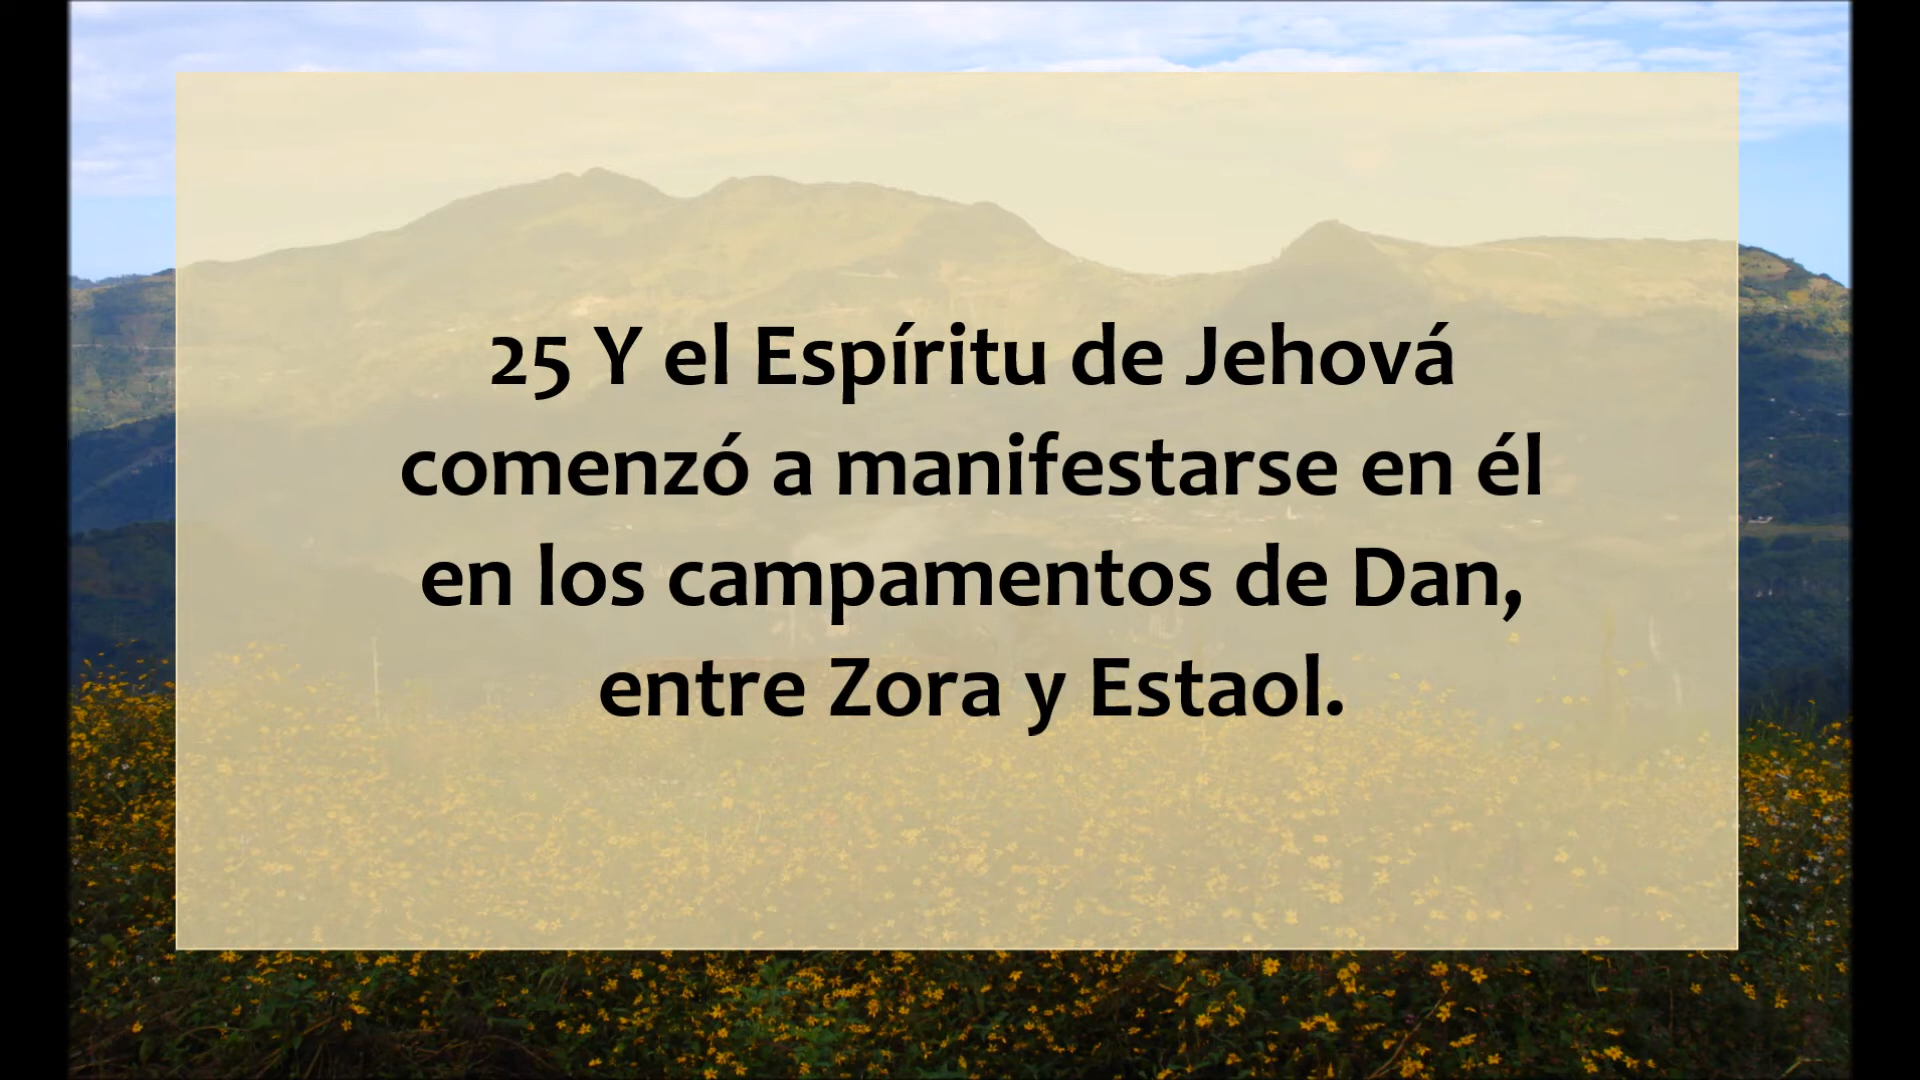 25 Y el Espíritu de Jehová
comenzó a manifestarse en él
en los campamentos de Dan,
entre Zora y Estaol.